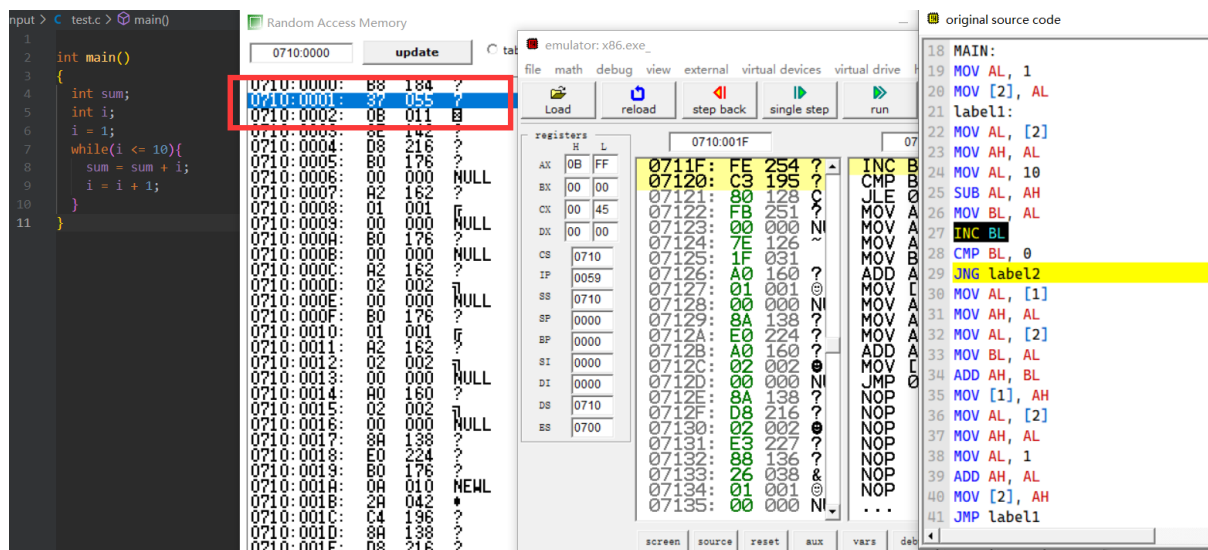 nput > C test.c > main()
1
2 int main()
3 {
4 int sum;
5 int i;
6 i = 1;
7 while(i <= 10){
8 sum = sum + i;
9 i = i + 1;
10 }
11 }
Random Access Memory
0710:0000 update
0710:0000: B8 184 ?
0710:0001: 37 055 7
0710:0002: 0B 011
0710:0004: D8 216 ?
0710:0005: B0 176 ?
0710:0006: 00 000 NULL
0710:0007: A2 162 ?
0710:0008: 01 001
0710:0009: 00 000 NULL
0710:000A: B0 176 ?
0710:000B: 00 000 NULL
0710:000C: A2 162 ?
0710:000D: 02 002
0710:000E: 00 000 NULL
0710:000F: B0 176 ?
0710:0010: 01 001
0710:0011: A2 162 ?
0710:0012: 02 002
0710:0013: 00 000 NULL
0710:0014: A0 160 ?
0710:0015: 02 002
0710:0016: 00 000 NULL
0710:0017: 8A 138 ?
0710:0018: E0 224 ?
0710:0019: B0 176 ?
0710:001A: 0A 010 NEWL
0710:001B: 2A 042 *
0710:001C: C4 196 ?
0710:001D: 8A 138 ?
0710:001E: D8 216 ?
emulator: x86.exe_
file math debug view external virtual devices virtual drive
Load reload step back single step run
registers
H L
AX 0B FF
BX 00 00
CX 00 45
DX 00 00
CS 0710
IP 0059
SS 0710
SP 0000
BP 0000
SI 0000
DI 0000
DS 0710
ES 0700
0710:001F 07
0711F: FE 254 ?
07120: C3 195 ?
07121: 80 128 Ç
07122: FB 251 ?
07123: 00 000
07124: 7E 126 ~
07125: 1F 031
07126: A0 160 ?
07127: 01 001 ☺
07128: 00 000
07129: 8A 138 ?
0712A: E0 224 ?
0712B: A0 160 ?
0712C: 02 002 ☻
0712D: 00 000
0712E: 8A 138 ?
0712F: D8 216 ?
07130: 02 002 ☻
07131: E3 227 ?
07132: 88 136 ?
07133: 26 038 &
07134: 01 001 ☺
07135: 00 000
INC B
CMP B
JLE 0
MOV A
MOV A
MOV B
ADD A
MOV [
MOV A
MOV A
ADD A
MOV [
JMP 0
NOP
NOP
NOP
NOP
NOP
NOP
NOP
NOP
...
screen source reset aux vars deb
original source code
18 MAIN:
19 MOV AL, 1
20 MOV [2], AL
21 label1:
22 MOV AL, [2]
23 MOV AH, AL
24 MOV AL, 10
25 SUB AL, AH
26 MOV BL, AL
27 INC BL
28 CMP BL, 0
29 JNG label2
30 MOV AL, [1]
31 MOV AH, AL
32 MOV AL, [2]
33 MOV BL, AL
34 ADD AH, BL
35 MOV [1], AH
36 MOV AL, [2]
37 MOV AH, AL
38 MOV AL, 1
39 ADD AH, AL
40 MOV [2], AH
41 JMP label1